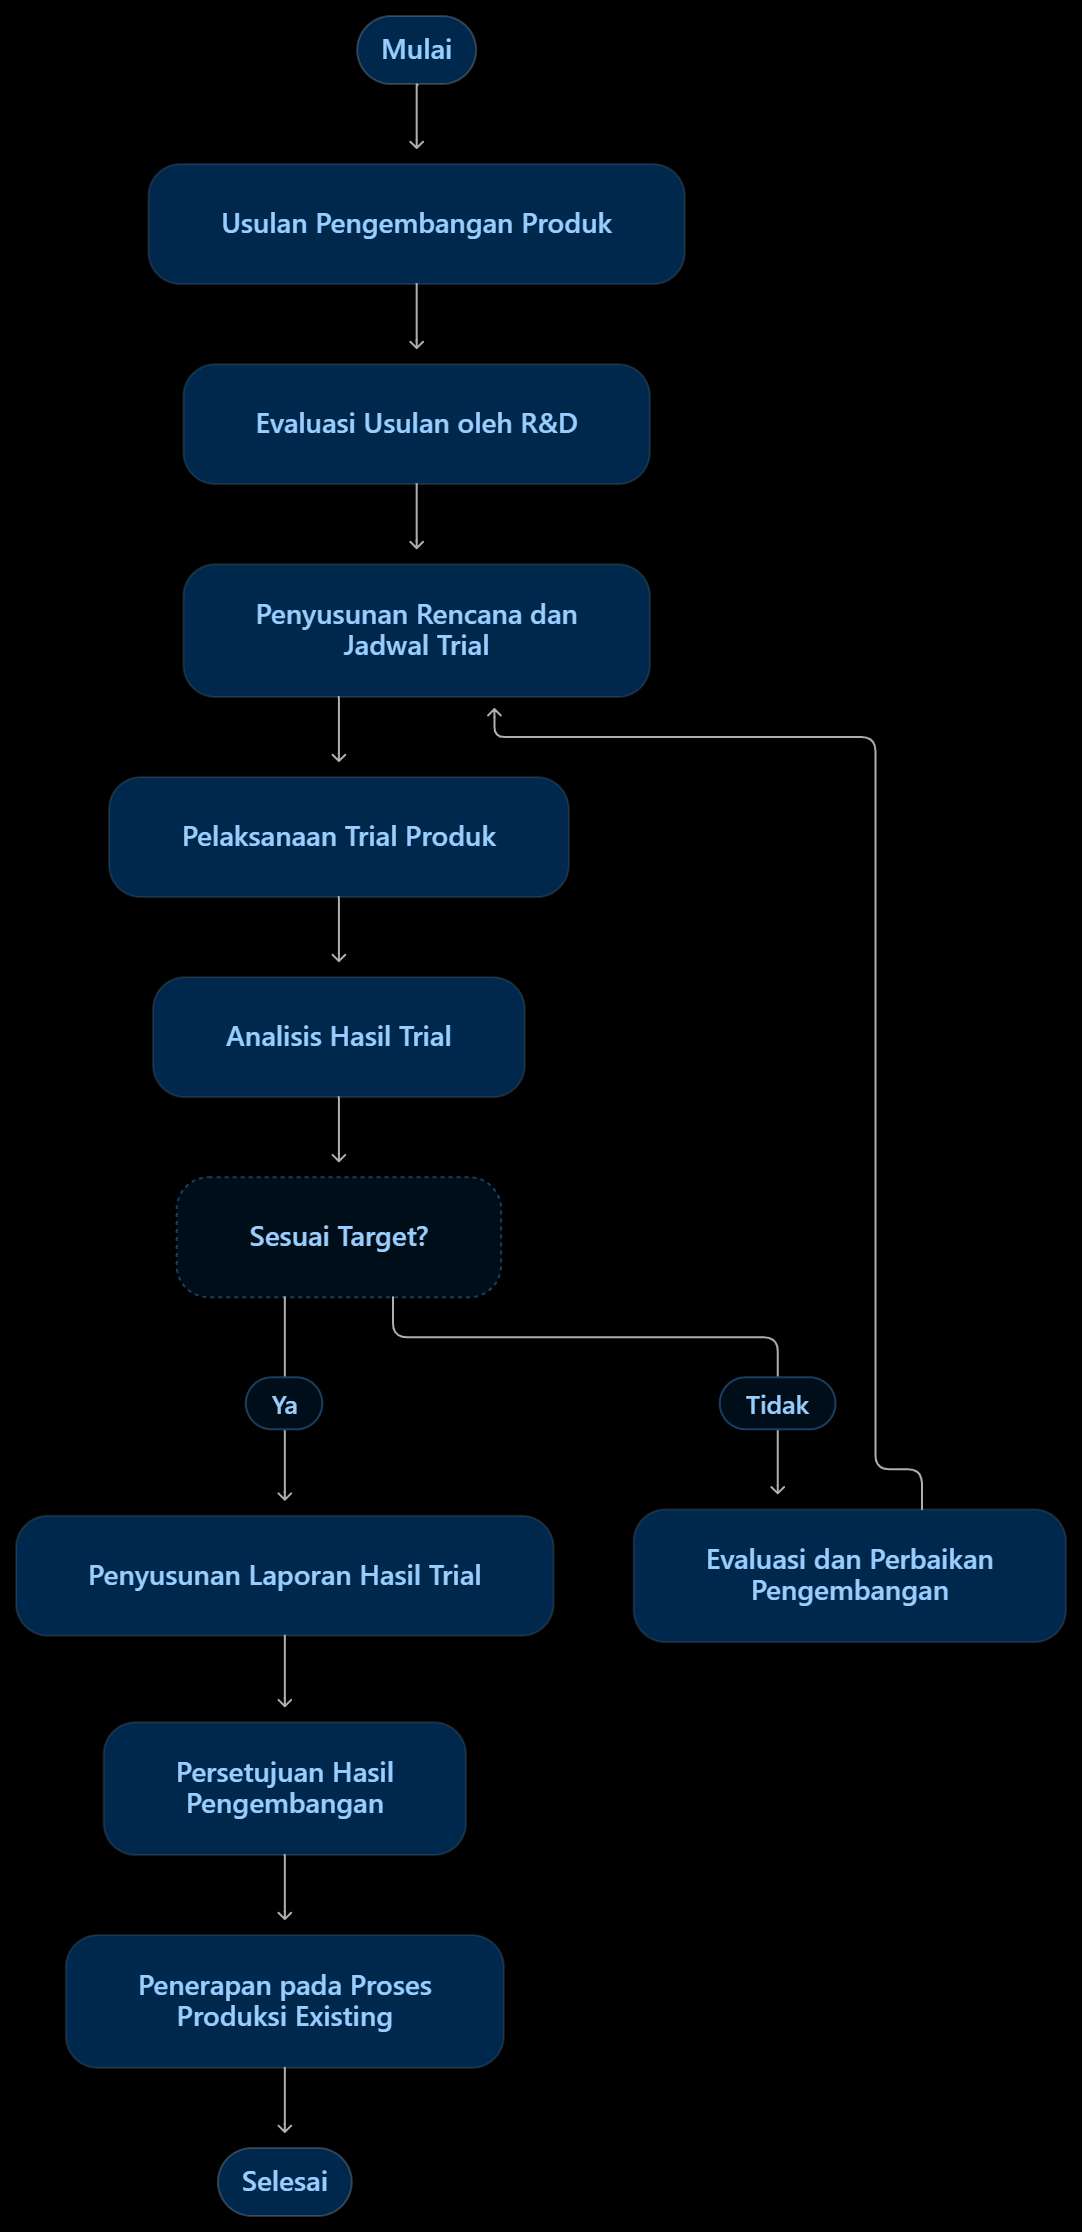 Mulai
Usulan Pengembangan Produk
Evaluasi Usulan oleh R&D
Penyusunan Rencana dan
Jadwal Trial
Pelaksanaan Trial Produk
Analisis Hasil Trial
Sesuai Target?
Ya
Tidak
Penyusunan Laporan Hasil Trial
Evaluasi dan Perbaikan
Pengembangan
Persetujuan Hasil
Pengembangan
Penerapan pada Proses
Produksi Existing
Selesai